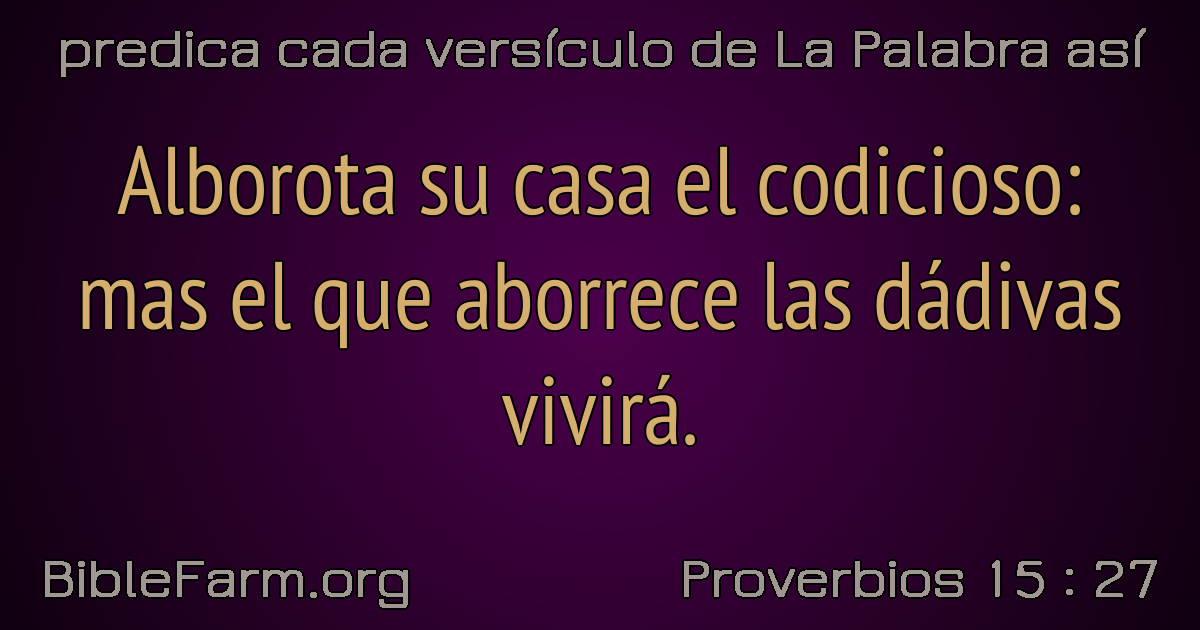 predica cada versículo de La Palabra así
Alborota su casa el codicioso:
mas el que aborrece las dádivas
vivirá.
BibleFarm.org
Proverbios 15 : 27